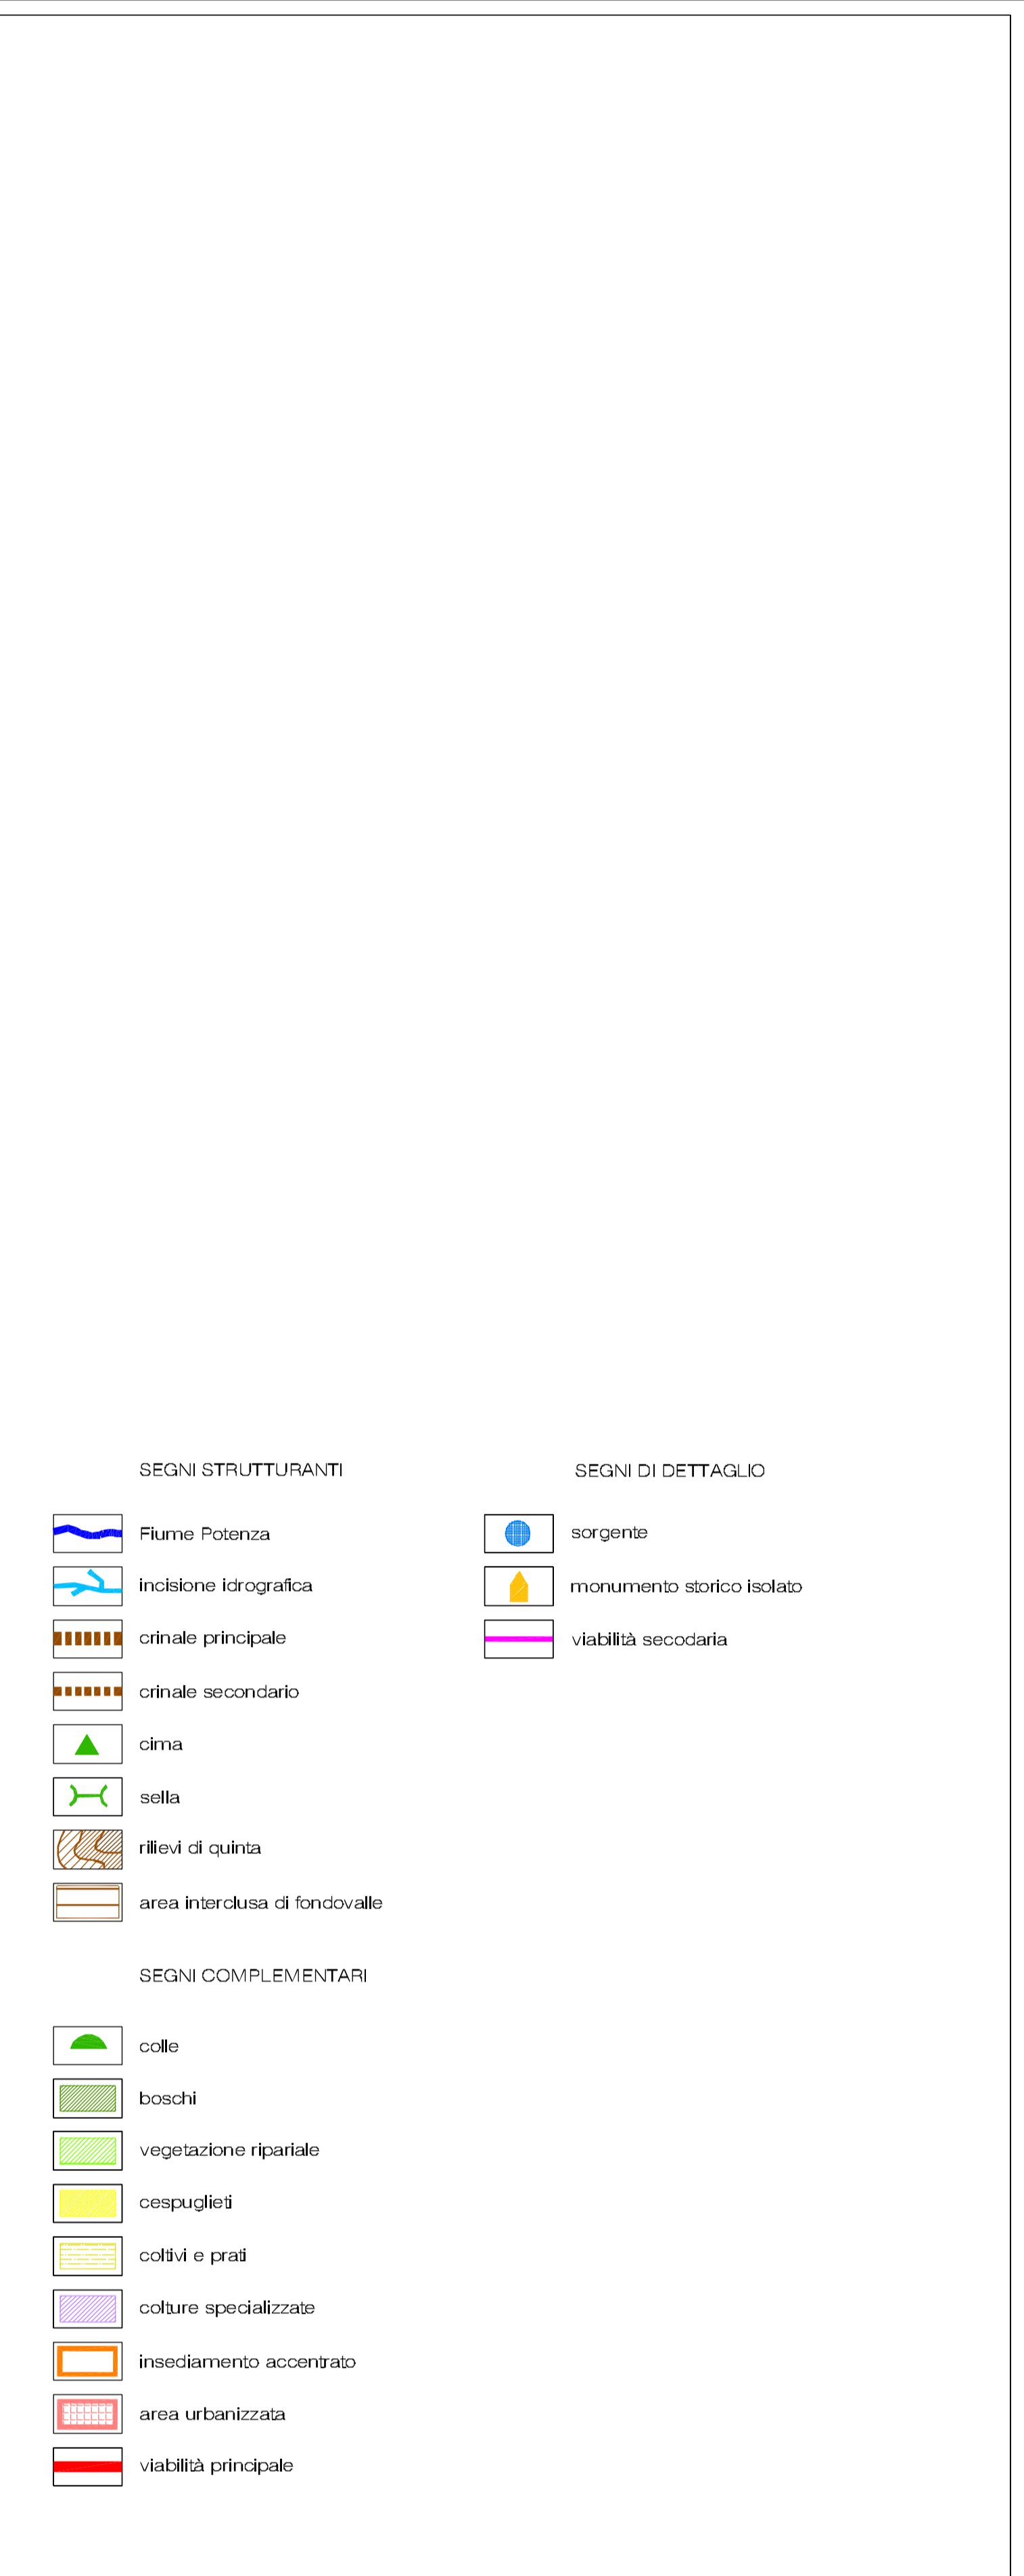 SEGNI STRUTTURANTI
Fiume Potenza
incisione idrografica
crinale principale
crinale secondario
cima
sella
rilievi di quinta
area interclusa di fondovalle
SEGNI COMPLEMENTARI
colle
boschi
vegetazione ripariale
cespuglieti
coltivi e prati
colture specializzate
insediamento accentrato
area urbanizzata
viabilità principale
SEGNI DI DETTAGLIO
sorgente
monumento storico isolato
viabilità secodaria